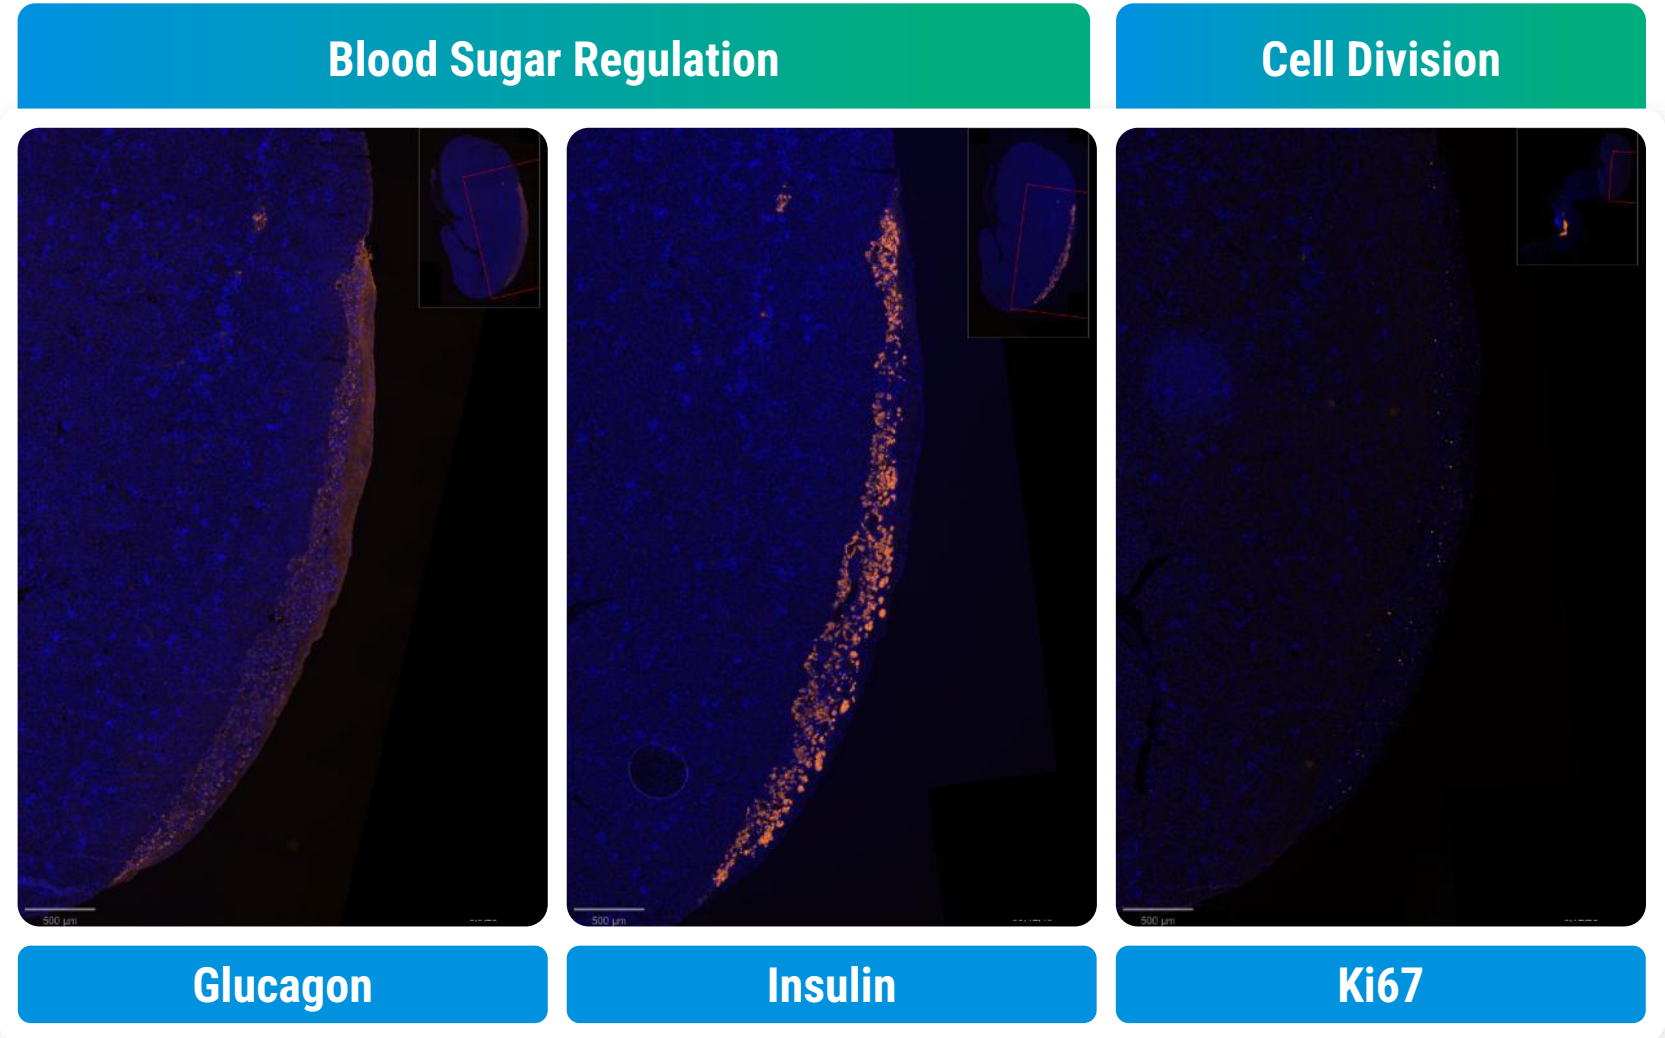 Blood Sugar Regulation
Cell Division
500 µm
500 µm
500 µm
Glucagon
Insulin
Ki67